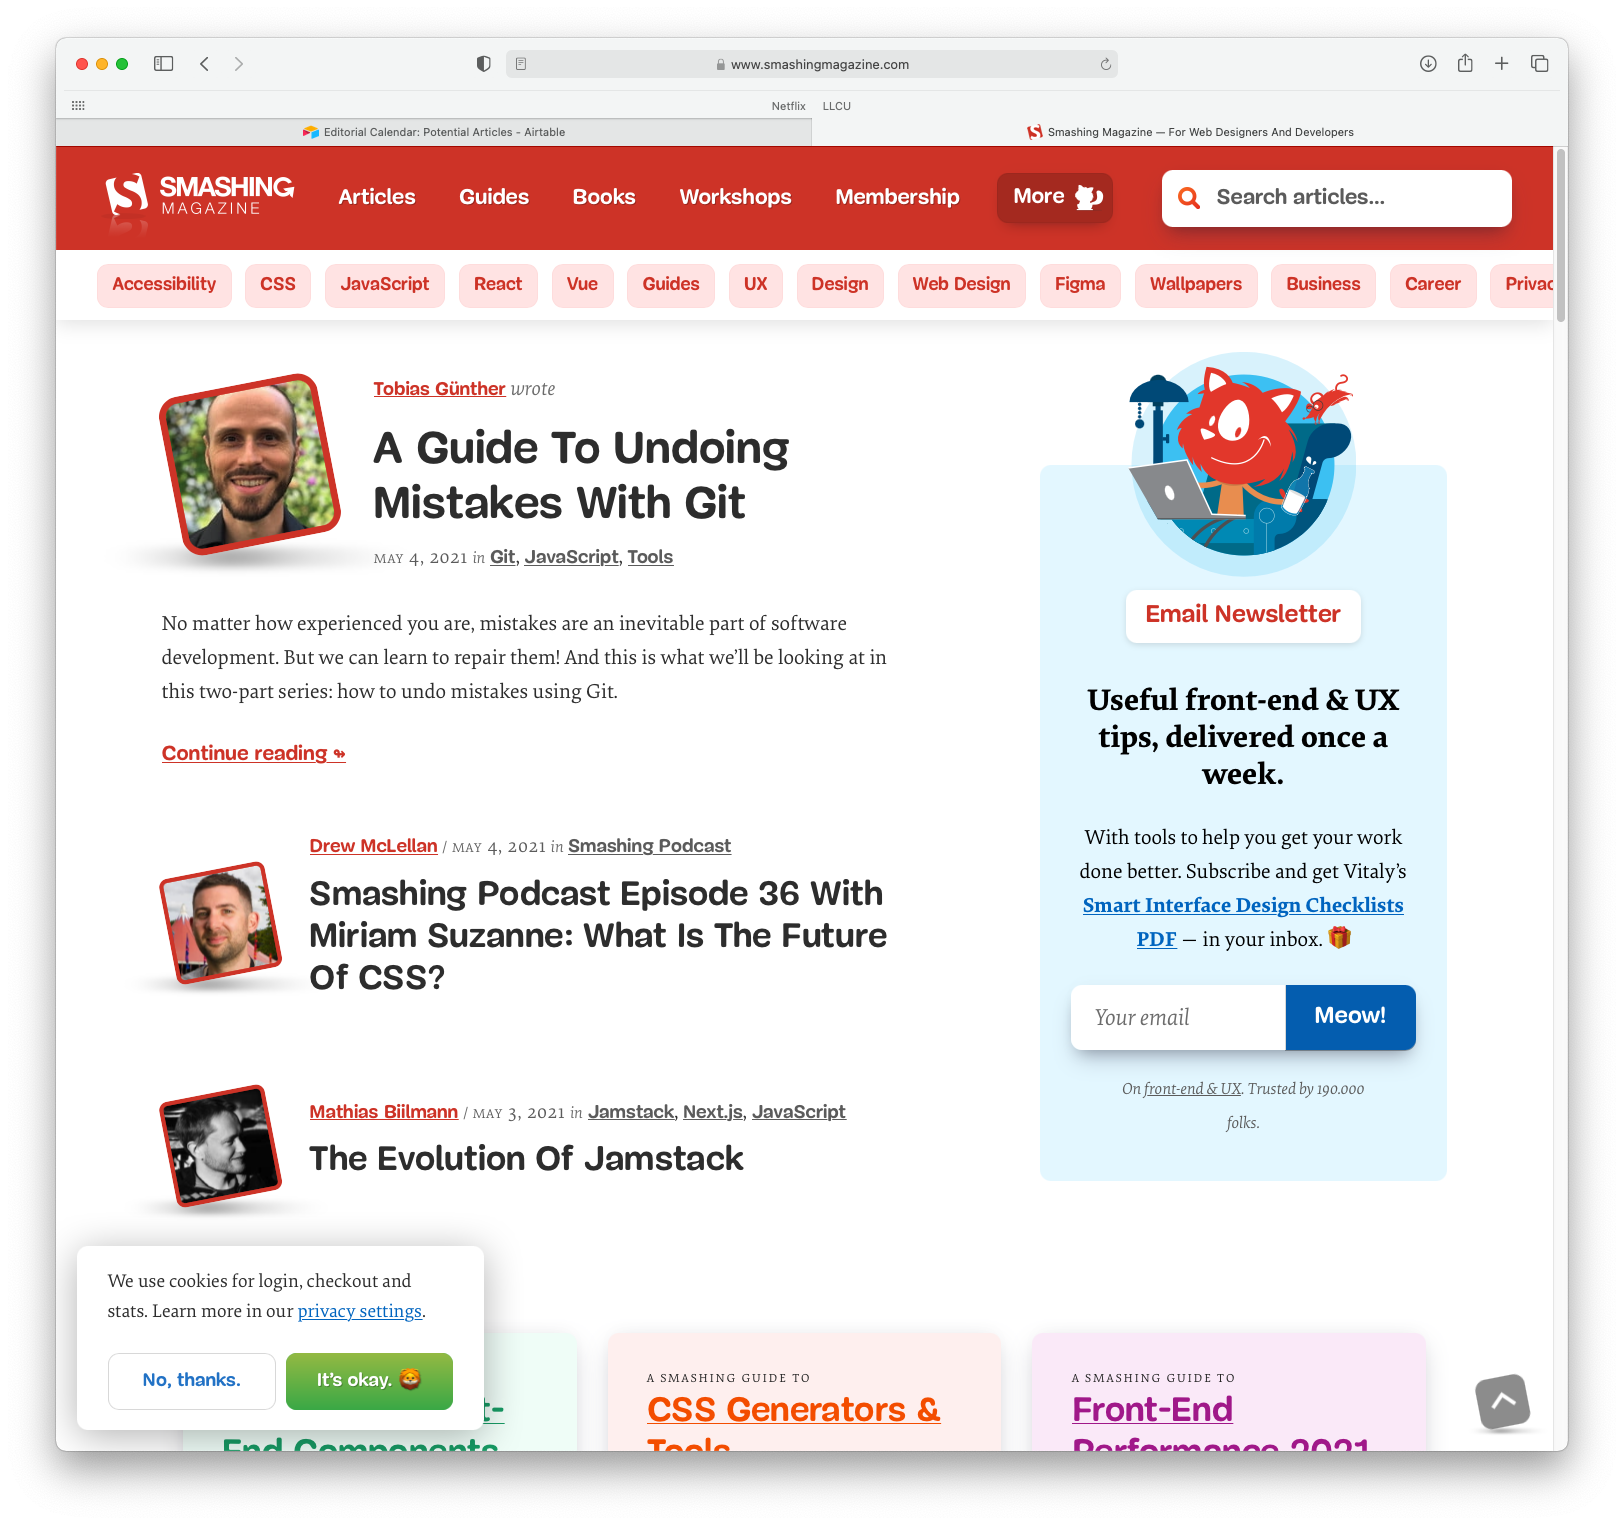 www.smashingmagazine.com
Netflix LLCU
Editorial Calendar: Potential Articles – Airtable
Smashing Magazine — For Web Designers And Developers
SMASHING
MAGAZINE
Articles Guides Books Workshops Membership More
Search articles...
Accessibility CSS JavaScript React Vue Guides UX Design Web Design Figma Wallpapers Business Career Privac
Tobias Günther wrote
A Guide To Undoing
Mistakes With Git
MAY 4, 2021 in Git, JavaScript, Tools
No matter how experienced you are, mistakes are an inevitable part of software
development. But we can learn to repair them! And this is what we’ll be looking at in
this two-part series: how to undo mistakes using Git.
Continue reading ↬
Drew McLellan / MAY 4, 2021 in Smashing Podcast
Smashing Podcast Episode 36 With
Miriam Suzanne: What Is The Future
Of CSS?
Mathias Biilmann / MAY 3, 2021 in Jamstack, Next.js, JavaScript
The Evolution Of Jamstack
Email Newsletter
Useful front-end & UX
tips, delivered once a
week.
With tools to help you get your work
done better. Subscribe and get Vitaly’s
Smart Interface Design Checklists
PDF — in your inbox. 🎁
Your email
Meow!
On front-end & UX. Trusted by 190.000
folks.
We use cookies for login, checkout and
stats. Learn more in our privacy settings.
No, thanks.
It’s okay. 🦁
t-
End Components
A SMASHING GUIDE TO
CSS Generators &
Tools
A SMASHING GUIDE TO
Front-End
Performance 2021